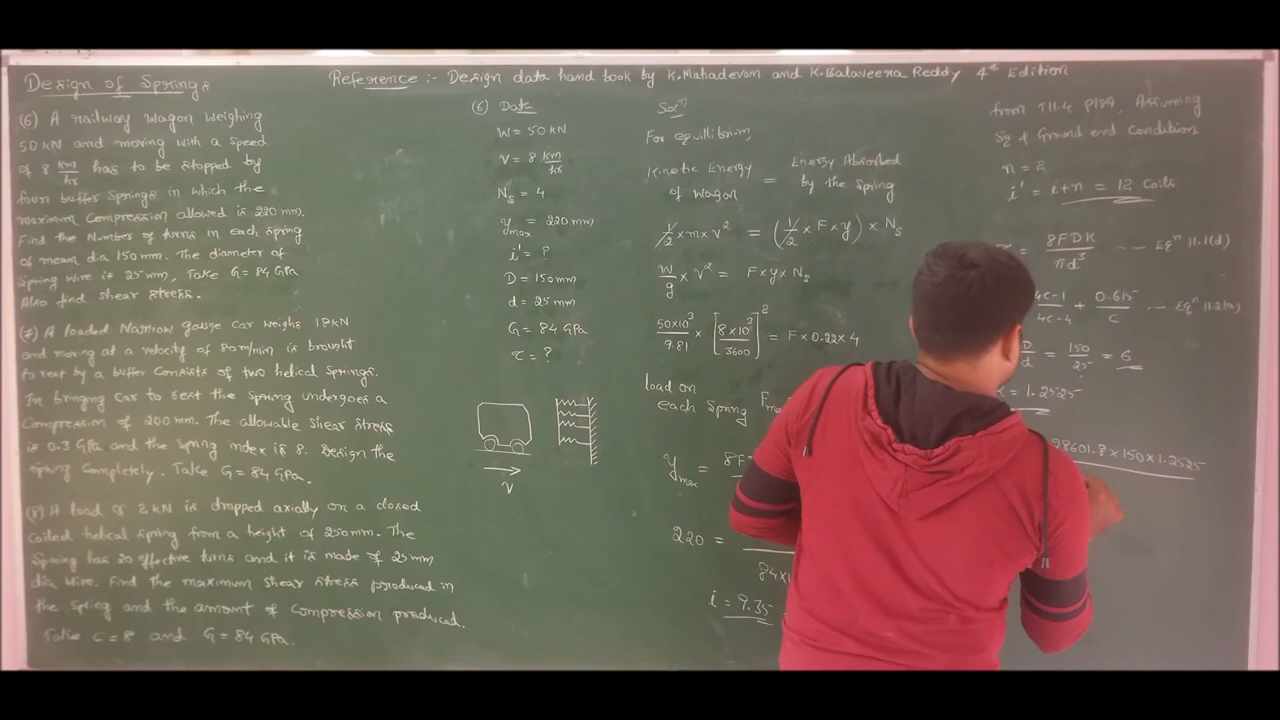 Design of Springs
Reference :- Design data hand book by K.Mahadevan and K.Balaveera Reddy 4th Edition
(6) A railway wagon weighing
50 kN and moving with a speed
of 8 km/hr has to be stopped by
four buffer springs in which the
maximum compression allowed is 220 mm.
Find the Number of turns in each spring
of mean dia 150 mm. The diameter of
spring wire is 25 mm, Take G = 84 GPa
Also find shear stress.
(7) A loaded Narrow gauge car weighs 18 kN
and moving at a velocity of 80 m/min is brought
to rest by a buffer consists of two helical springs.
In bringing car to rest the spring undergoes a
compression of 200 mm. The allowable shear stress
is 0.3 GPa and the spring index is 8. Design the
spring completely. Take G = 84 GPa.
(8) A load of 2 kN is dropped axially on a closed
coiled helical spring from a height of 250 mm. The
spring has 20 effective turns and it is made of 25 mm
dia wire. Find the maximum shear stress produced in
the spring and the amount of compression produced.
Take C = 8 and G = 84 GPa.
(6) Data
W = 50 kN
V = 8 km/hr
Ns = 4
ymax = 220 mm
i' = ?
D = 150 mm
d = 25 mm
G = 84 GPa
τ = ?
V
Sol^n
For equilibrium,
Kinetic Energy of wagon = Energy Absorbed by the spring
1/2 × m × v² = (1/2 × F × y) × Ns
W/g × v² = F × y × Ns
50×10³/9.81 × [8×10³/3600]² = F × 0.22 × 4
load on
each spring
ymax = 8F
220 =
84×1
i = 9.35
from T11.4 P189, Assuming
Sq & Ground end Condition
n = 2
i' = i+n = 12 Coils
8FDK/πd³ --- Eq^n 11.1(d)
4C-1/4C-4 + 0.615/C --- Eq^n 11.2(a)
D/d = 150/25 = 6
= 1.2525
28601.8 × 150 × 1.2525